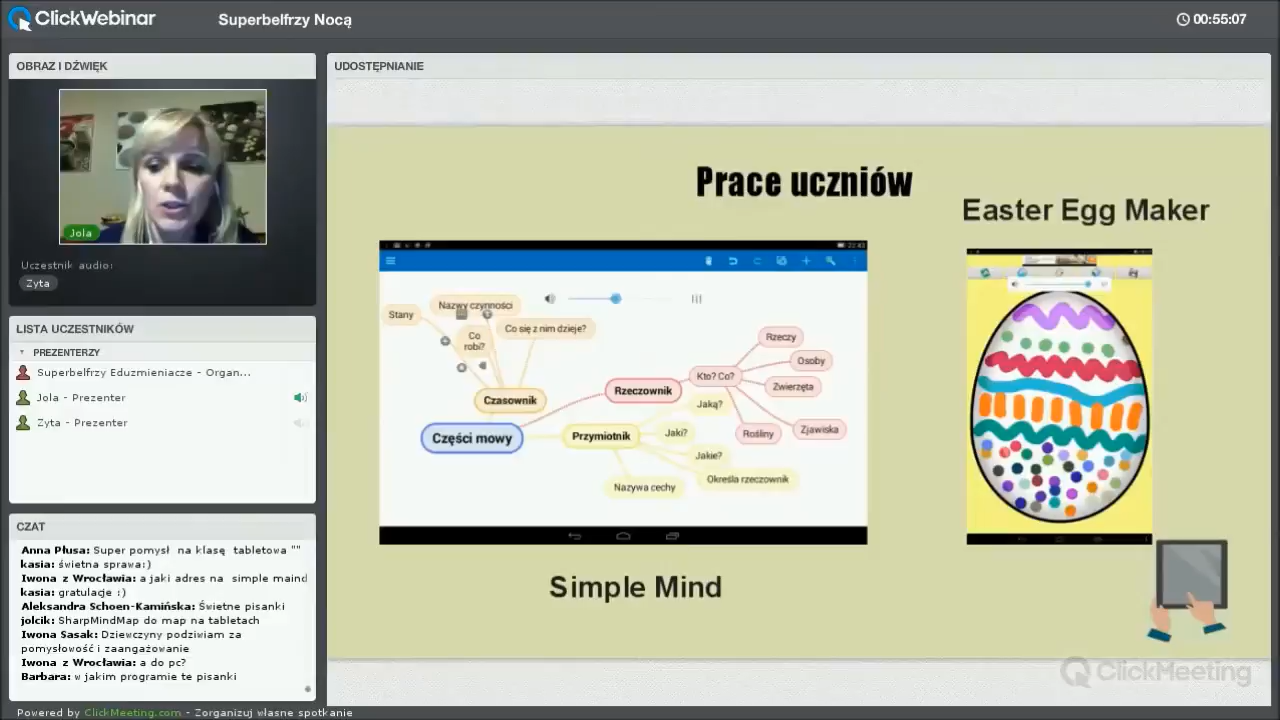 ClickWebinar
Superbelfrzy Nocą
00:55:07
OBRAZ I DŹWIĘK
Jola
Uczestnik audio:
Zyta
LISTA UCZESTNIKÓW
PREZENTERZY
Superbelfrzy Eduzmieniacze - Organ...
Jola - Prezenter
Zyta - Prezenter
CZAT
Anna Płusa: Super pomysł na klasę tabletowa ""
kasia: świetna sprawa:)
Iwona z Wrocławia: a jaki adres na simple maind
kasia: gratulacje :)
Aleksandra Schoen-Kamińska: Świetne pisanki
jolcik: SharpMindMap do map na tabletach
Iwona Sasak: Dziewczyny podziwiam za
pomysłowość i zaangażowanie
Iwona z Wrocławia: a do pc?
Barbara: w jakim programie te pisanki
Powered by ClickMeeting.com - Zorganizuj własne spotkanie
UDOSTĘPNIANIE
Prace uczniów
Easter Egg Maker
22:43
Nazwy czynności
Stany
Co się z nim dzieje?
Co
robi?
Rzeczy
Osoby
Kto? Co?
Zwierzęta
Rzeczownik
Czasownik
Jaką?
Zjawiska
Rośliny
Części mowy
Przymiotnik
Jaki?
Jakie?
Określa rzeczownik
Nazywa cechy
Simple Mind
ClickMeeting